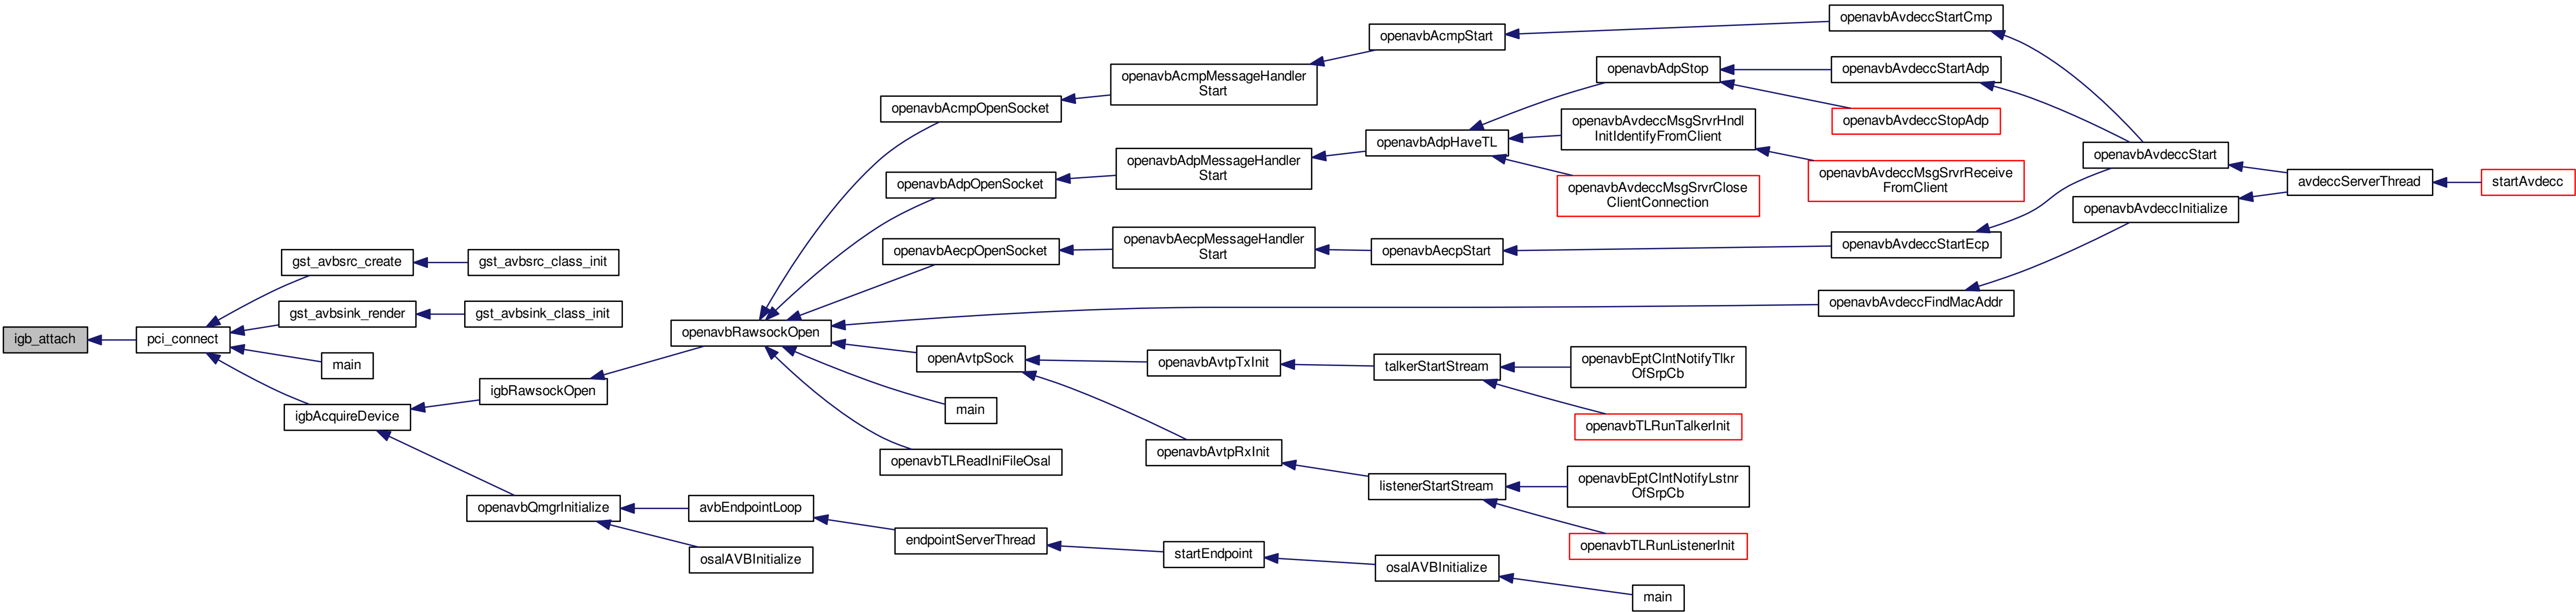 igb_attach
pci_connect
gst_avbsrc_create
gst_avbsrc_class_init
gst_avbsink_render
gst_avbsink_class_init
main
igbAcquireDevice
igbRawsockOpen
openavbRawsockOpen
openavbAcmpOpenSocket
openavbAcmpMessageHandler
Start
openavbAcmpStart
openavbAvdeccStartCmp
openavbAdpOpenSocket
openavbAdpMessageHandler
Start
openavbAdpHaveTL
openavbAdpStop
openavbAvdeccStartAdp
openavbAvdeccStopAdp
openavbAvdeccMsgSrvrHndl
InitIdentifyFromClient
openavbAvdeccMsgSrvrReceive
FromClient
openavbAvdeccMsgSrvrClose
ClientConnection
openavbAvdeccStart
avdeccServerThread
startAvdecc
openavbAvdeccInitialize
openavbAecpOpenSocket
openavbAecpMessageHandler
Start
openavbAecpStart
openavbAvdeccStartEcp
openavbAvdeccFindMacAddr
openAvtpSock
openavbAvtpTxInit
talkerStartStream
openavbEptClntNotifyTlkr
OfSrpCb
openavbTLRunTalkerInit
main
openavbTLReadIniFileOsal
openavbAvtpRxInit
listenerStartStream
openavbEptClntNotifyLstnr
OfSrpCb
openavbTLRunListenerInit
openavbQmgrInitialize
avbEndpointLoop
endpointServerThread
startEndpoint
osalAVBInitialize
main
osalAVBInitialize